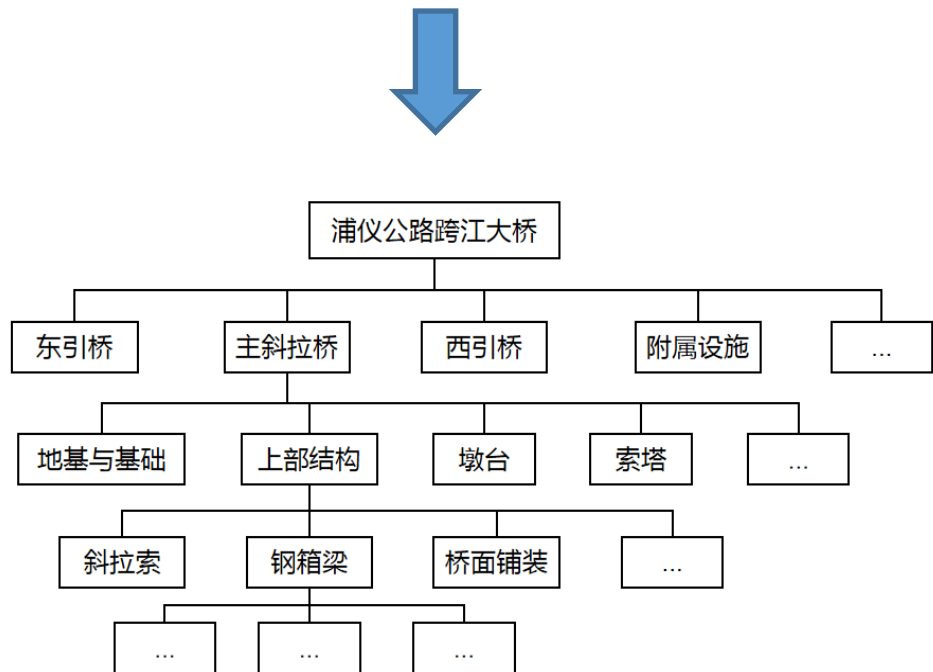 浦仪公路跨江大桥
东引桥
主斜拉桥
西引桥
附属设施
...
地基与基础
上部结构
墩台
索塔
...
斜拉索
钢箱梁
桥面铺装
...
...
...
...